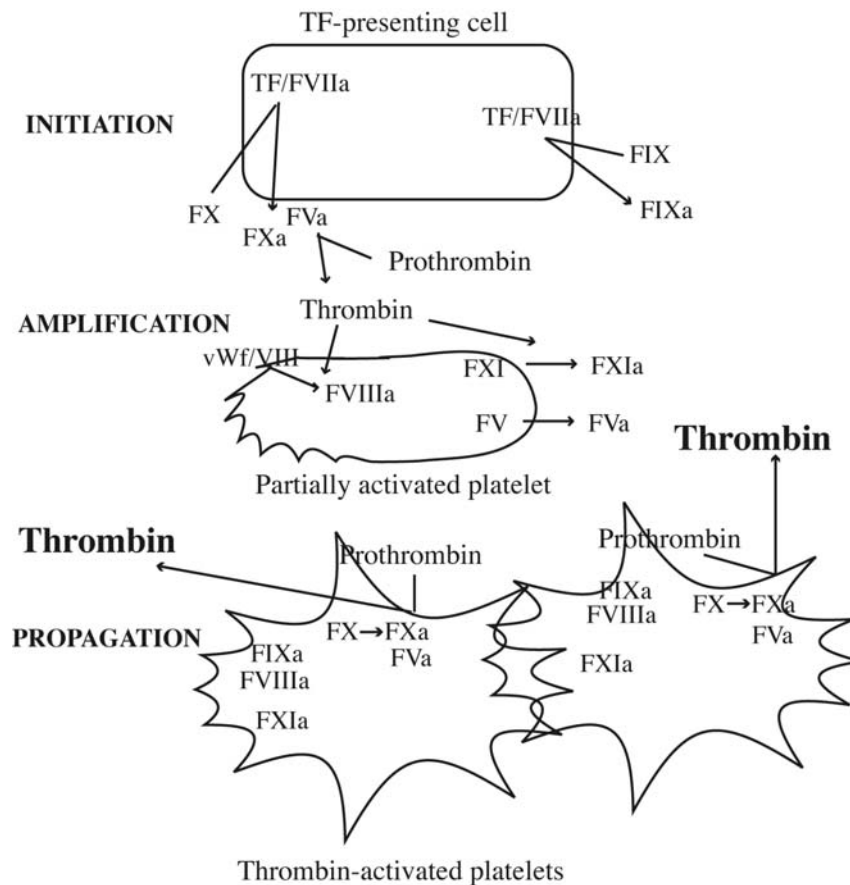 TF-presenting cell
TF/FVIIa
TF/FVIIa
INITIATION
FIX
FX
FVa
FIXa
FXa
Prothrombin
Thrombin
AMPLIFICATION
vWf/VIII
FXI
FXIa
FVIIIa
FV
FVa
Thrombin
Partially activated platelet
Thrombin
Prothrombin
Prothrombin
FIXa
FX
FXa
FVIIIa
FX
FXa
FVa
PROPAGATION
FIXa
FVa
FVIIIa
FXIa
FXIa
Thrombin-activated platelets